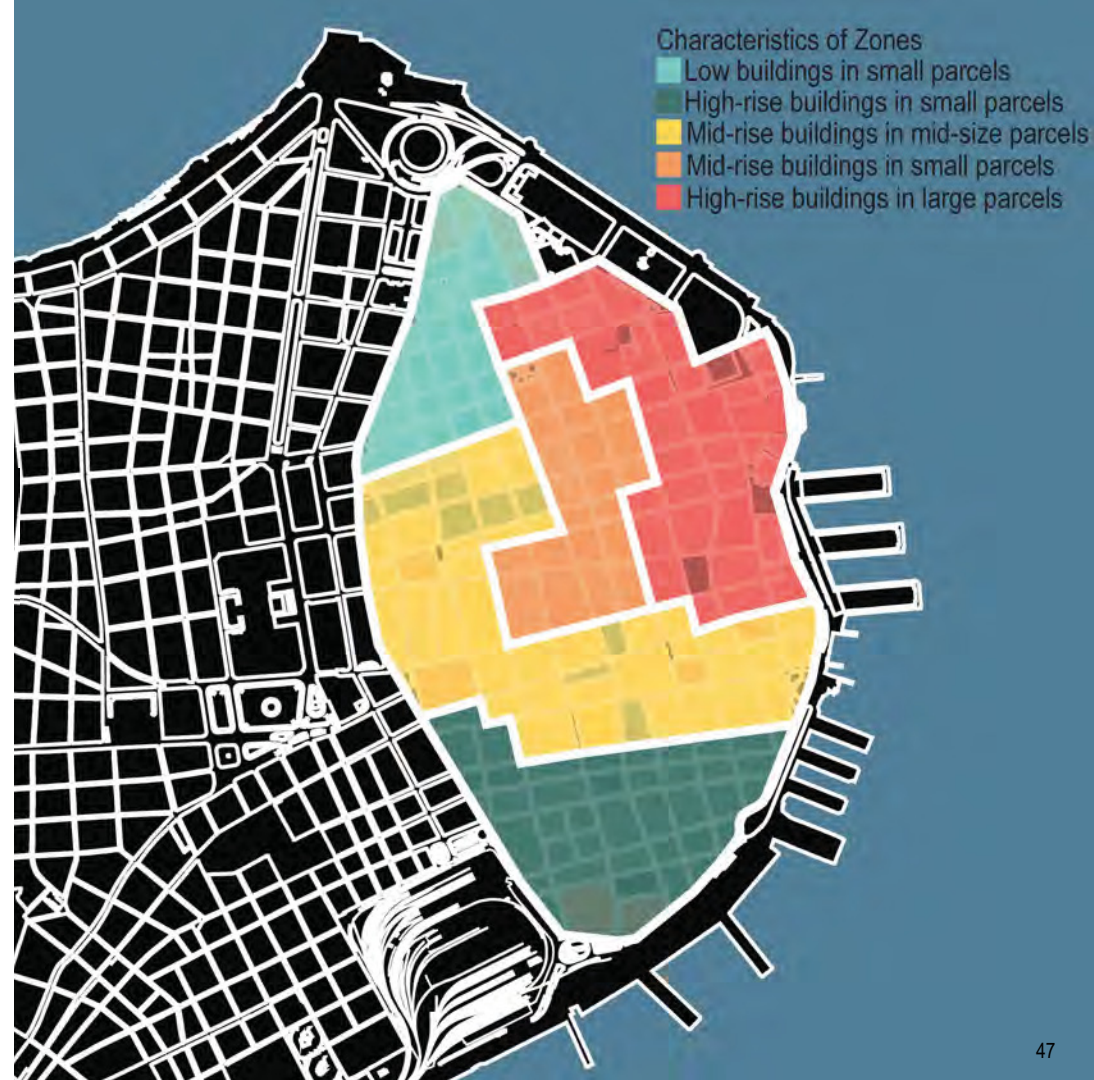 Characteristics of Zones
Low buildings in small parcels
High-rise buildings in small parcels
Mid-rise buildings in mid-size parcels
Mid-rise buildings in small parcels
High-rise buildings in large parcels
47